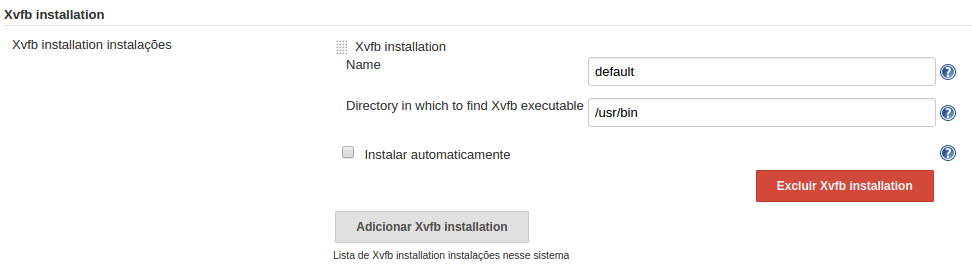 Xvfb installation
Xvfb installation instalações
Xvfb installation
Name
default
Directory in which to find Xvfb executable
/usr/bin
Instalar automaticamente
Excluir Xvfb installation
Adicionar Xvfb installation
Lista de Xvfb installation instalações nesse sistema